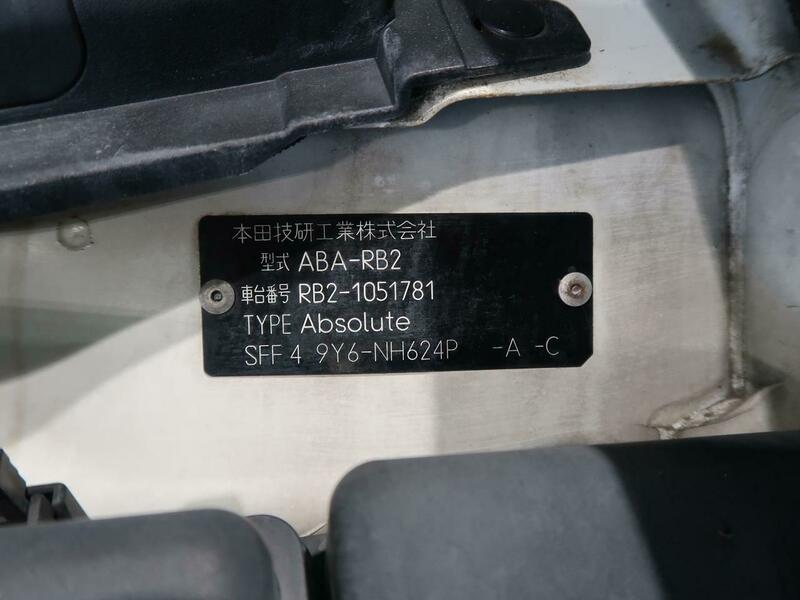 本田技研工業株式会社
型式 ABA-RB2
車台番号 RB2-1051781
TYPE Absolute
SFF 4 9Y6-NH624P -A -C